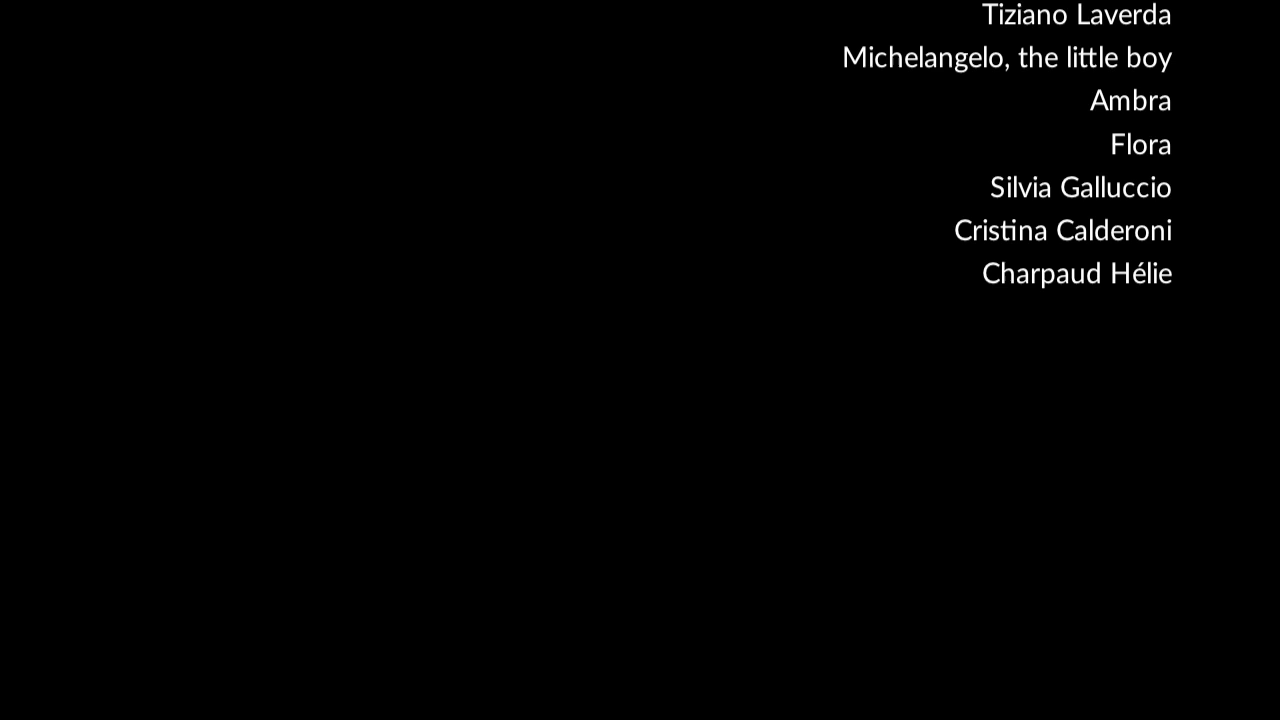 Tiziano Laverda
Michelangelo, the little boy
Ambra
Flora
Silvia Galluccio
Cristina Calderoni
Charpaud Hélie